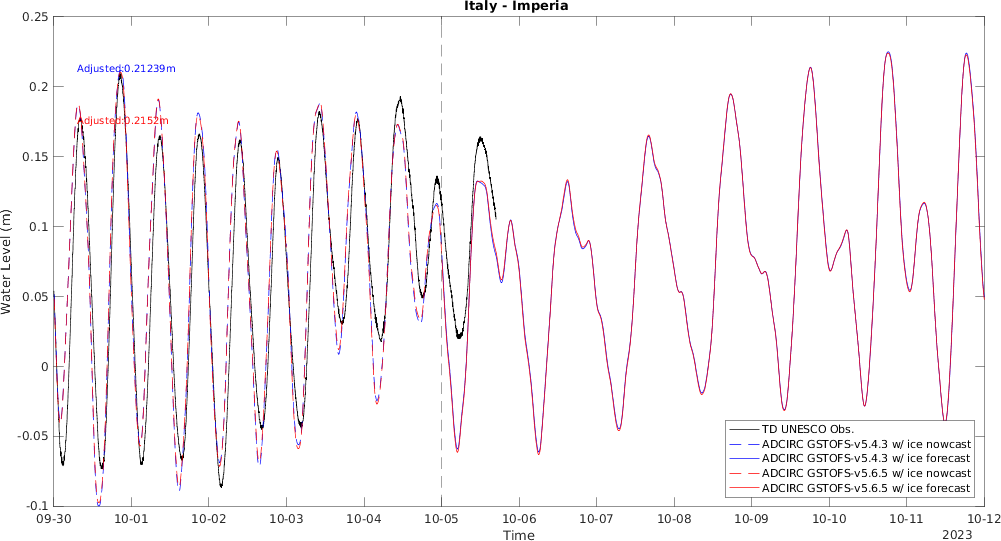 Italy - Imperia
0.25
0.2
0.15
0.1
0.05
0
-0.05
-0.1
Water Level (m)
Adjusted:0.21239m
Adjusted:0.2152m
TD UNESCO Obs.
ADCIRC GSTOFS-v5.4.3 w/ ice nowcast
ADCIRC GSTOFS-v5.4.3 w/ ice forecast
ADCIRC GSTOFS-v5.6.5 w/ ice nowcast
ADCIRC GSTOFS-v5.6.5 w/ ice forecast
09-30 10-01 10-02 10-03 10-04 10-05 10-06 10-07 10-08 10-09 10-10 10-11 10-12
Time
2023